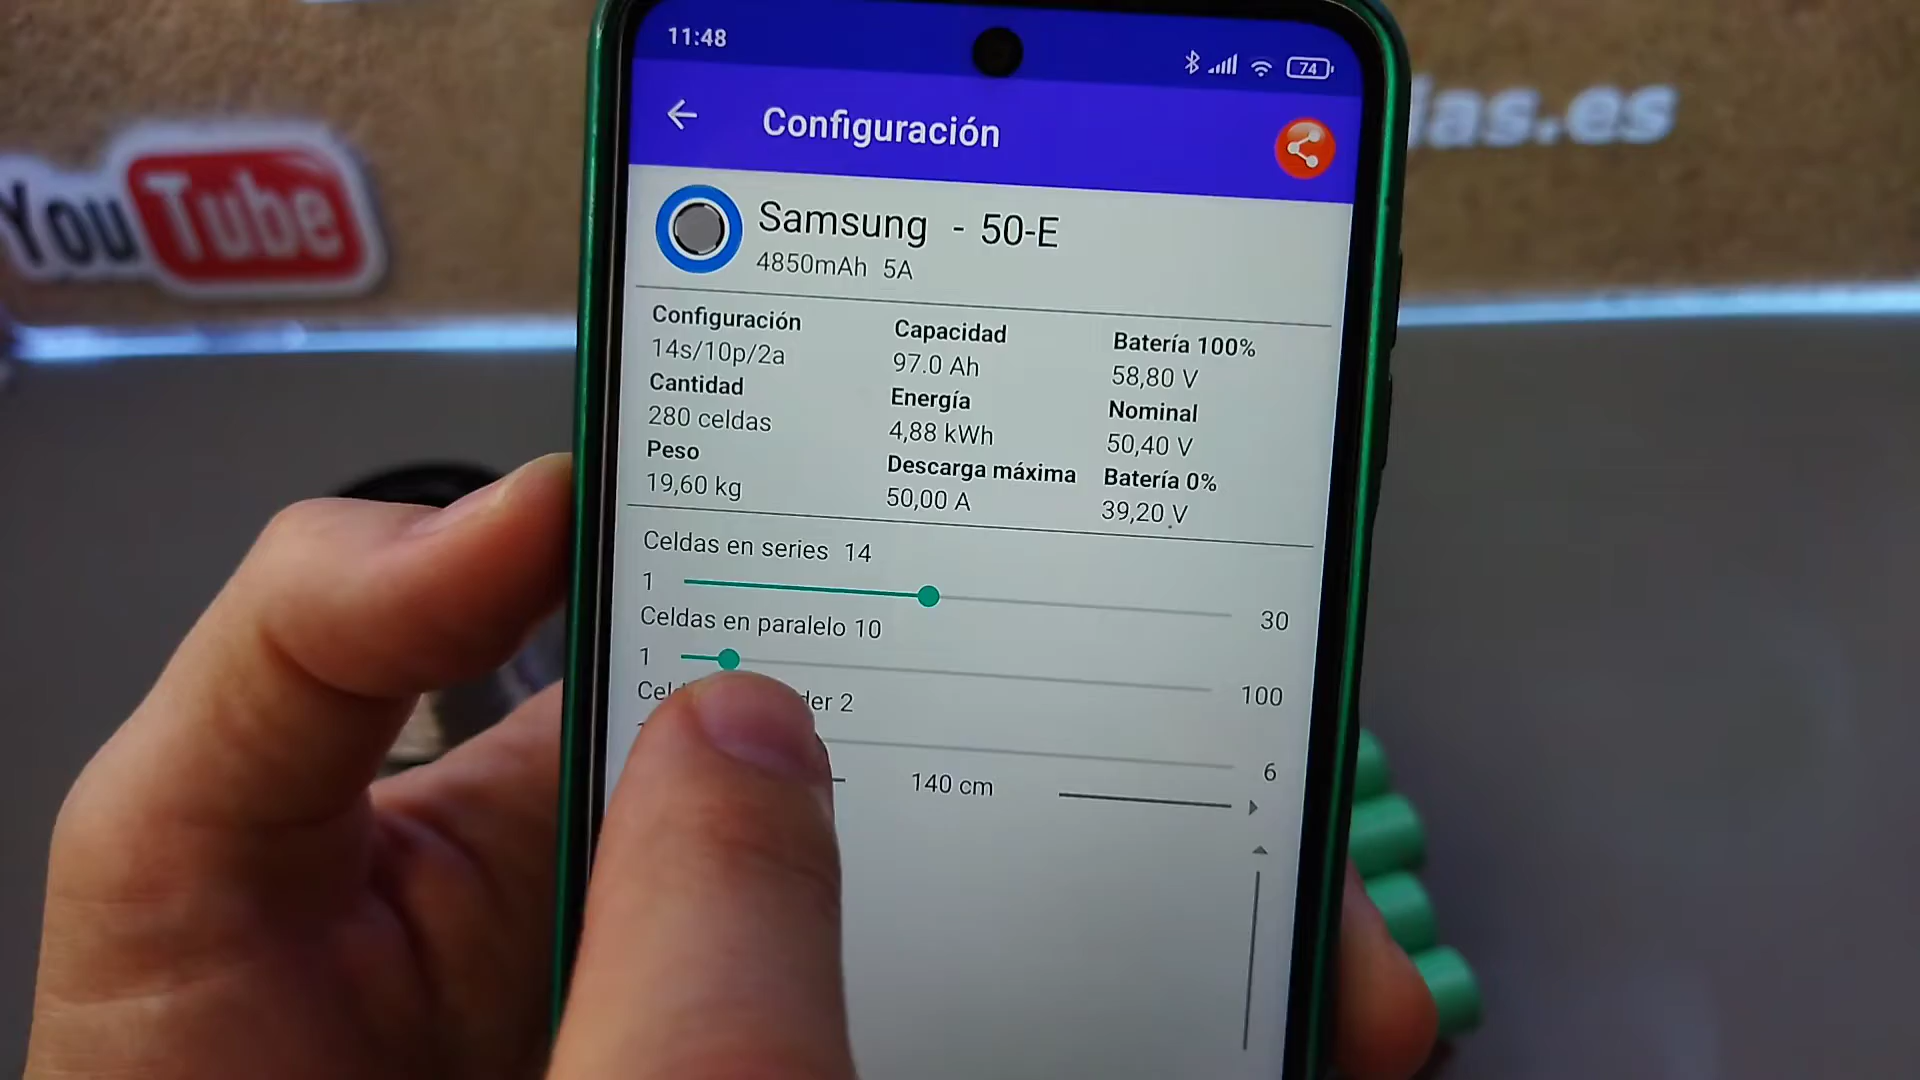 11:48
74
Configuración
YouTube
as.es
Samsung - 50-E
4850mAh 5A
Configuración
14s/10p/2a
Cantidad
280 celdas
Peso
19,60 kg
Capacidad
97.0 Ah
Energía
4,88 kWh
Descarga máxima
50,00 A
Batería 100%
58,80 V
Nominal
50,40 V
Batería 0%
39,20 V
Celdas en series 14
1 30
Celdas en paralelo 10
1 100
2
6
140 cm